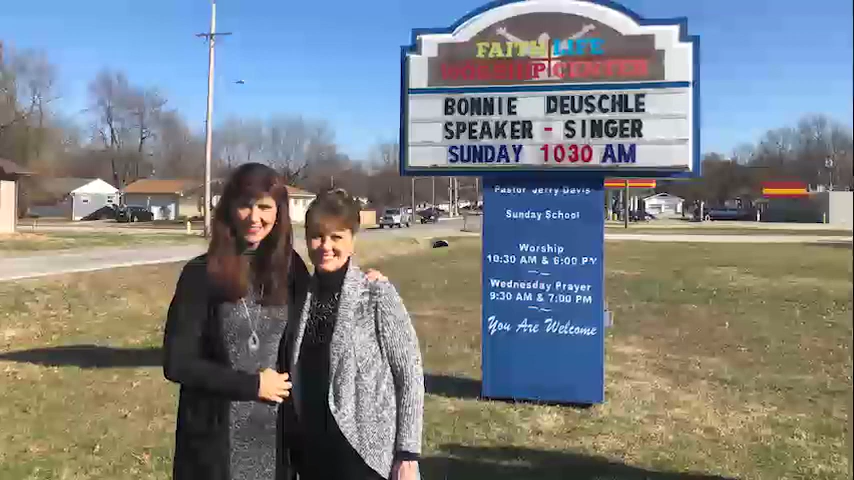 FAITH LIFE
WORSHIP CENTER
BONNIE DEUSCHLE
SPEAKER - SINGER
SUNDAY 1030 AM
Pastor Jerry Davis
Sunday School
Worship
10:30 AM & 6:00 PM
Wednesday Prayer
9:30 AM & 7:00 PM
You Are Welcome